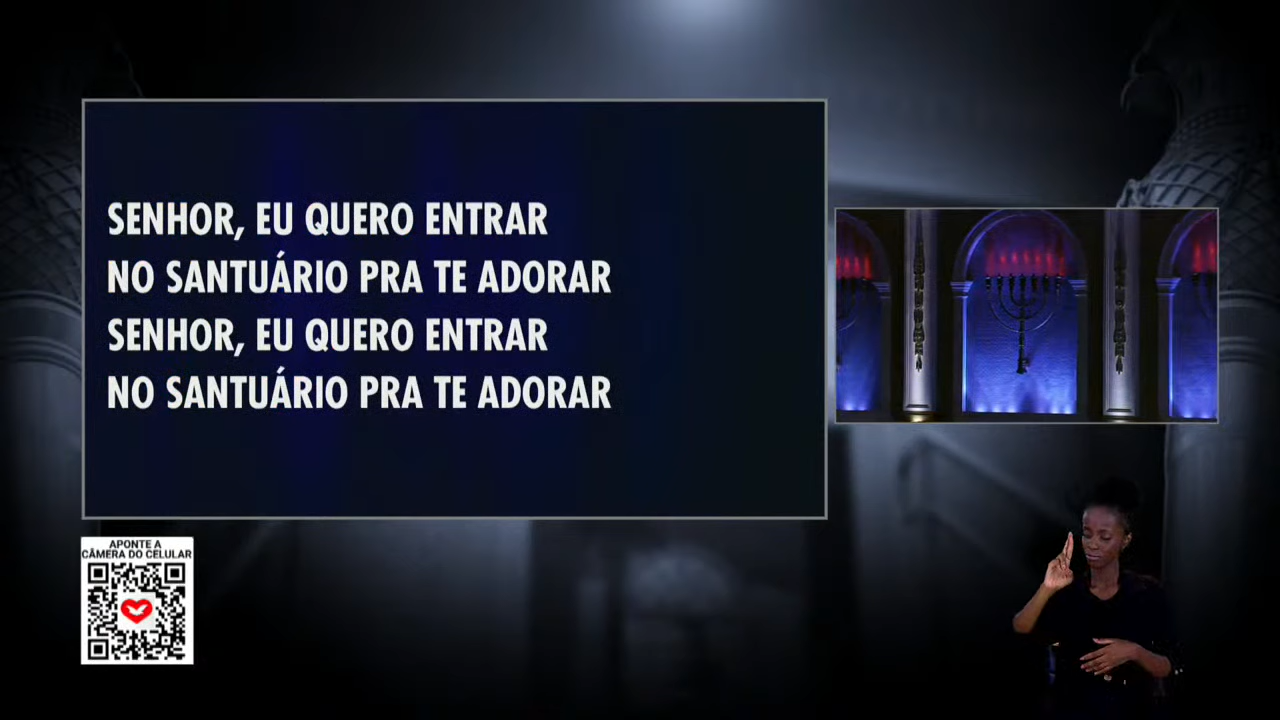 SENHOR, EU QUERO ENTRAR
NO SANTUÁRIO PRA TE ADORAR
SENHOR, EU QUERO ENTRAR
NO SANTUÁRIO PRA TE ADORAR
APONTE A
CÂMERA DO CELULAR